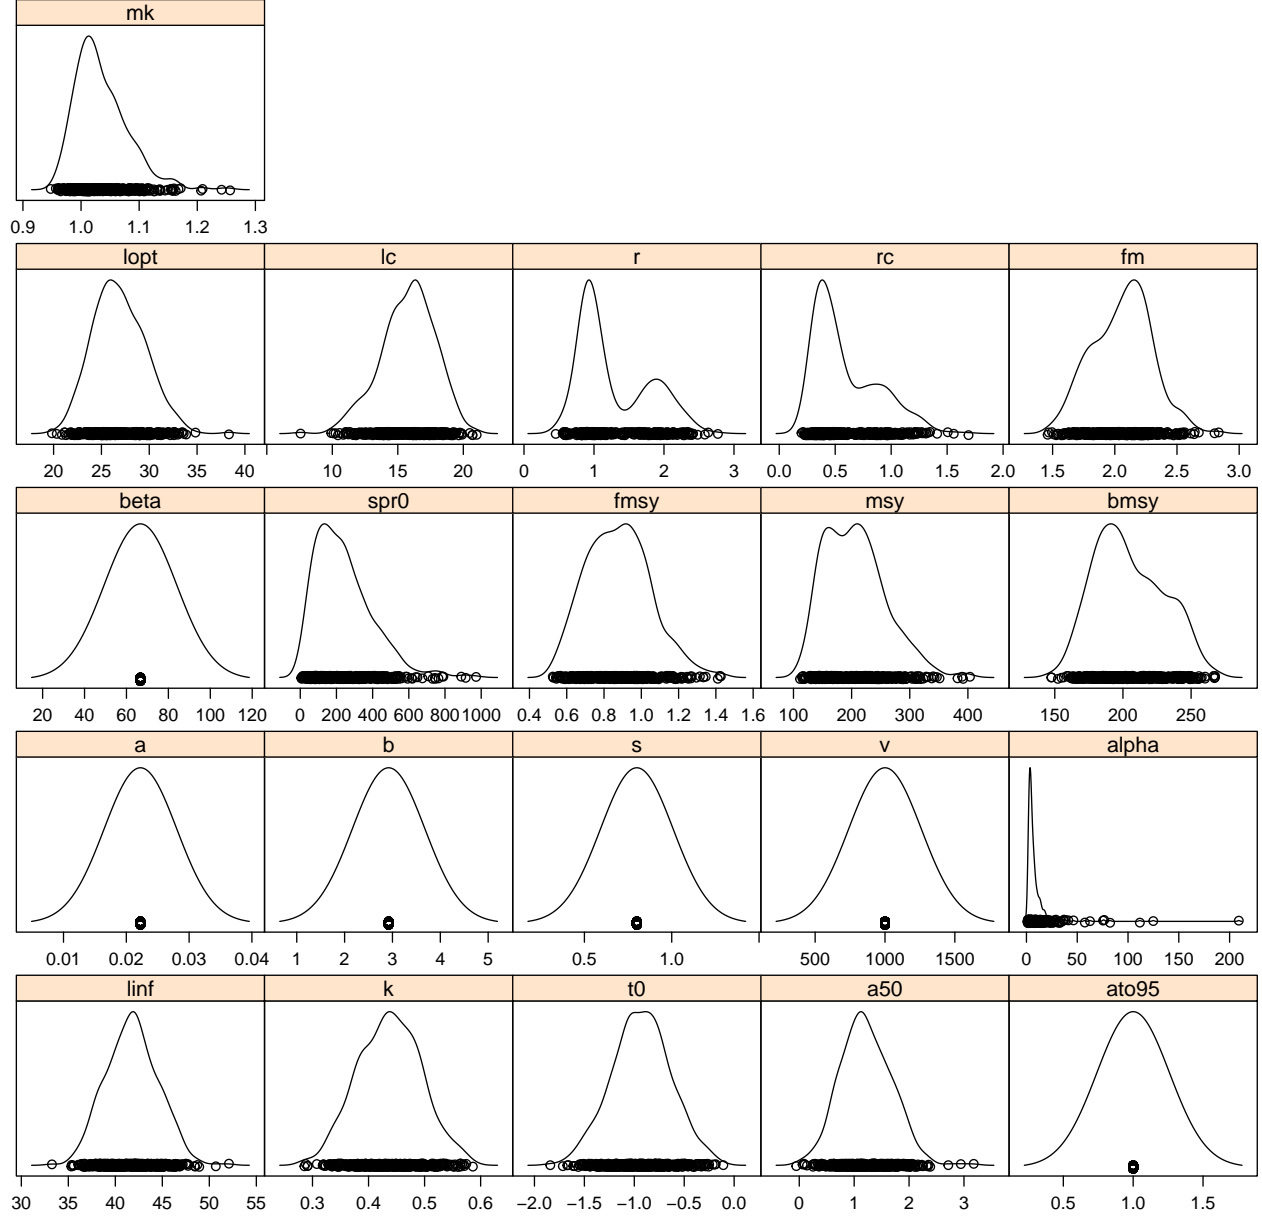 mk
0.9 1.0 1.1 1.2 1.3
lopt lc r rc fm
20 25 30 35 40 10 15 20 0 1 2 3 0.0 0.5 1.0 1.5 2.0 1.5 2.0 2.5 3.0
beta spr0 fmsy msy bmsy
20 40 60 80 100 120 0 200 400 600 800 1000 0.4 0.6 0.8 1.0 1.2 1.4 1.6 100 200 300 400 150 200 250
a b s v alpha
0.01 0.02 0.03 0.04 1 2 3 4 5 0.5 1.0 500 1000 1500 0 50 100 150 200
linf k t0 a50 ato95
30 35 40 45 50 55 0.3 0.4 0.5 0.6 −2.0 −1.5 −1.0 −0.5 0.0 0 1 2 3 0.5 1.0 1.5